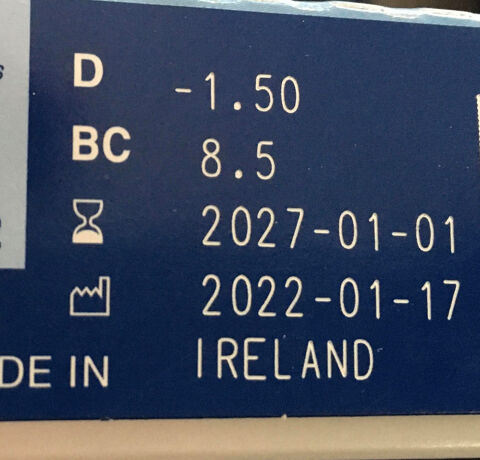 D -1.50
BC 8.5
2027-01-01
2022-01-17
DE IN IRELAND